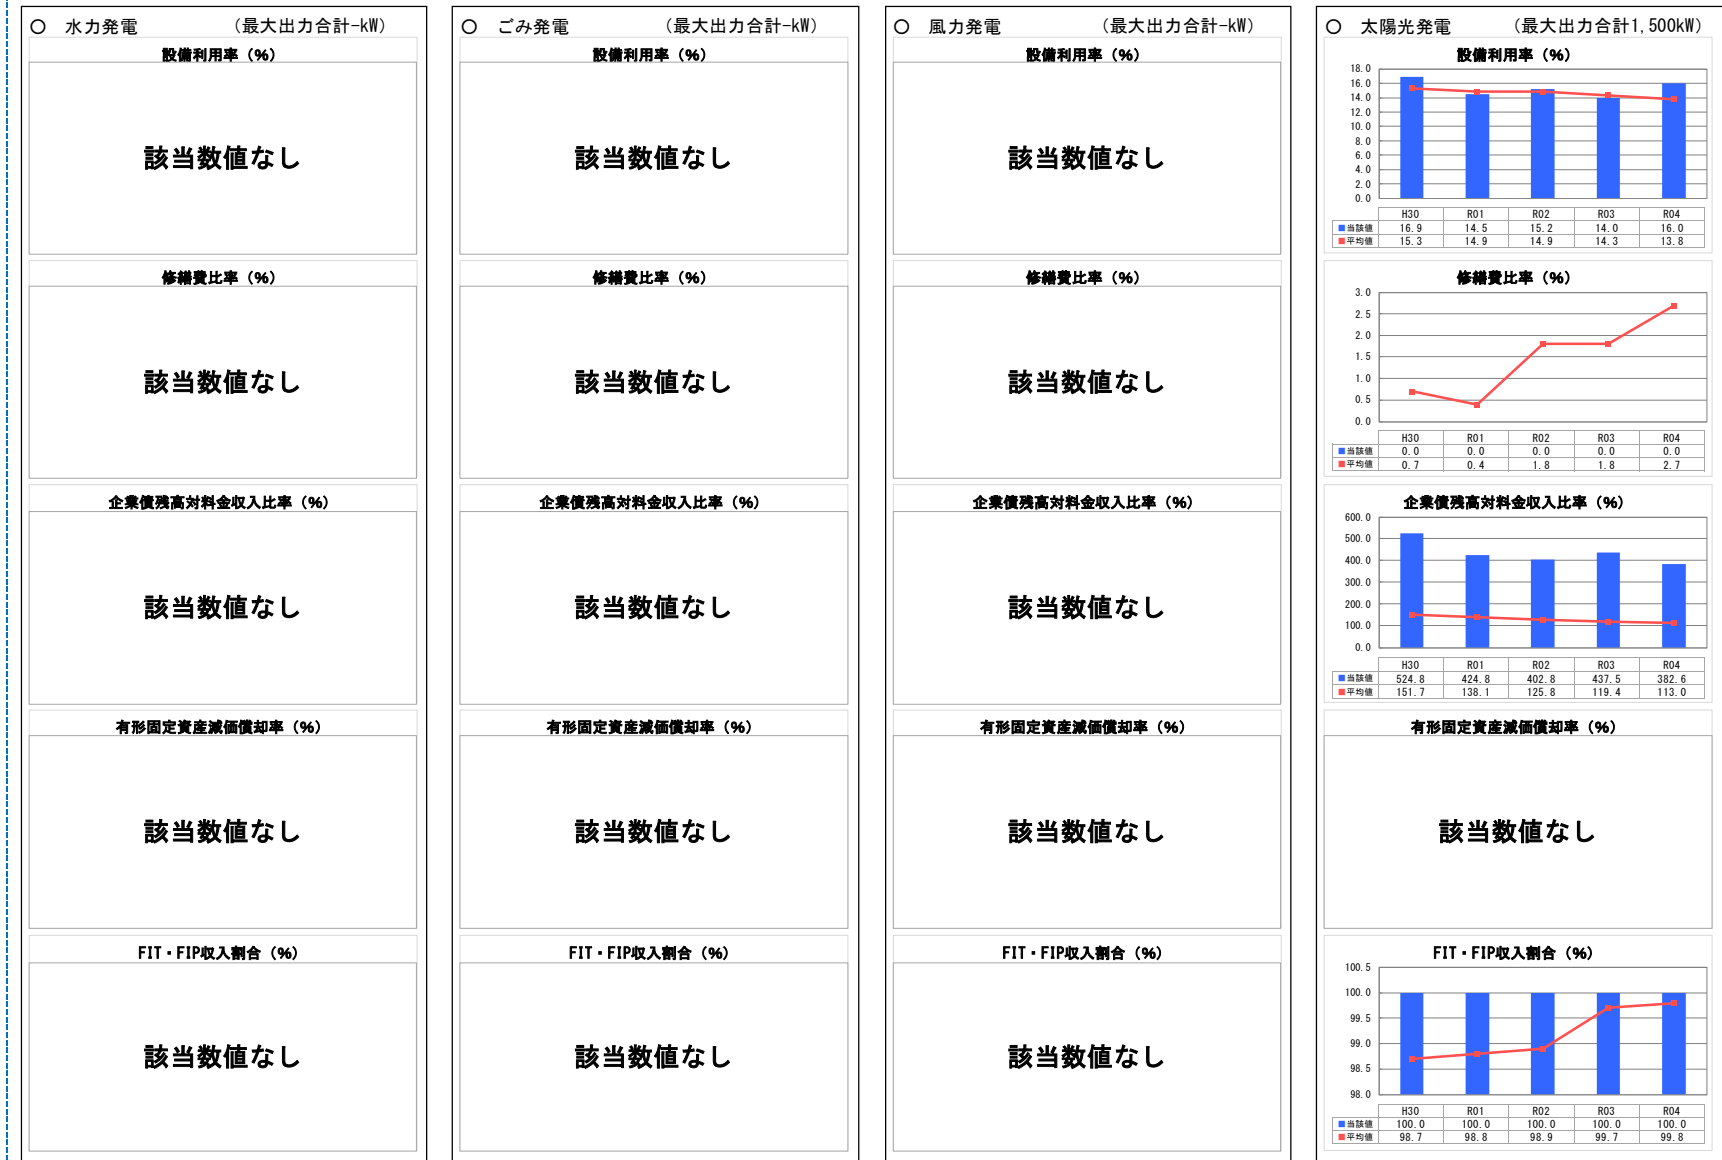 ○ 水力発電 (最大出力合計-kW)
設備利用率(%)
該当数値なし
修繕費比率(%)
該当数値なし
企業債残高対料金収入比率(%)
該当数値なし
有形固定資産減価償却率(%)
該当数値なし
FIT・FIP収入割合(%)
該当数値なし
○ ごみ発電 (最大出力合計-kW)
設備利用率(%)
該当数値なし
修繕費比率(%)
該当数値なし
企業債残高対料金収入比率(%)
該当数値なし
有形固定資産減価償却率(%)
該当数値なし
FIT・FIP収入割合(%)
該当数値なし
○ 風力発電 (最大出力合計-kW)
設備利用率(%)
該当数値なし
修繕費比率(%)
該当数値なし
企業債残高対料金収入比率(%)
該当数値なし
有形固定資産減価償却率(%)
該当数値なし
FIT・FIP収入割合(%)
該当数値なし
○ 太陽光発電 (最大出力合計1,500kW)
設備利用率(%)
18.0
16.0
14.0
12.0
10.0
8.0
6.0
4.0
2.0
0.0
H30 R01 R02 R03 R04
当該値 16.9 14.5 15.2 14.0 16.0
平均値 15.3 14.9 14.9 14.3 13.8
修繕費比率(%)
3.0
2.5
2.0
1.5
1.0
0.5
0.0
H30 R01 R02 R03 R04
当該値 0.0 0.0 0.0 0.0 0.0
平均値 0.7 0.4 1.8 1.8 2.7
企業債残高対料金収入比率(%)
600.0
500.0
400.0
300.0
200.0
100.0
0.0
H30 R01 R02 R03 R04
当該値 524.8 424.8 402.8 437.5 382.6
平均値 151.7 138.1 125.8 119.4 113.0
有形固定資産減価償却率(%)
該当数値なし
FIT・FIP収入割合(%)
100.5
100.0
99.5
99.0
98.5
98.0
H30 R01 R02 R03 R04
当該値 100.0 100.0 100.0 100.0 100.0
平均値 98.7 98.8 98.9 99.7 99.8